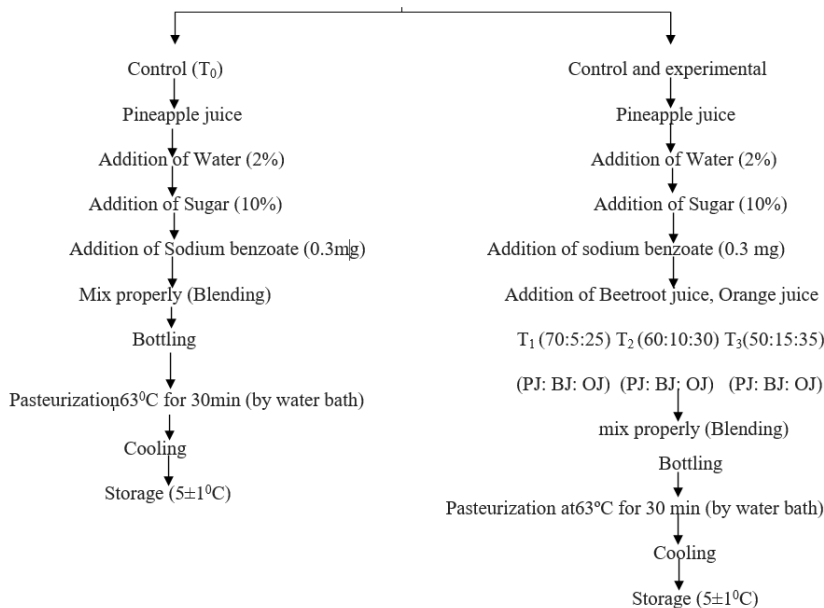 Control (T₀)
Pineapple juice
Addition of Water (2%)
Addition of Sugar (10%)
Addition of Sodium benzoate (0.3mg)
Mix properly (Blending)
Bottling
Pasteurization,63⁰C for 30min (by water bath)
Cooling
Storage (5±1⁰C)
Control and experimental
Pineapple juice
Addition of Water (2%)
Addition of Sugar (10%)
Addition of sodium benzoate (0.3 mg)
Addition of Beetroot juice, Orange juice
T₁ (70:5:25) T₂ (60:10:30) T₃(50:15:35)
(PJ: BJ: OJ) (PJ: BJ: OJ) (PJ: BJ: OJ)
mix properly (Blending)
Bottling
Pasteurization at63ºC for 30 min (by water bath)
Cooling
Storage (5±1⁰C)